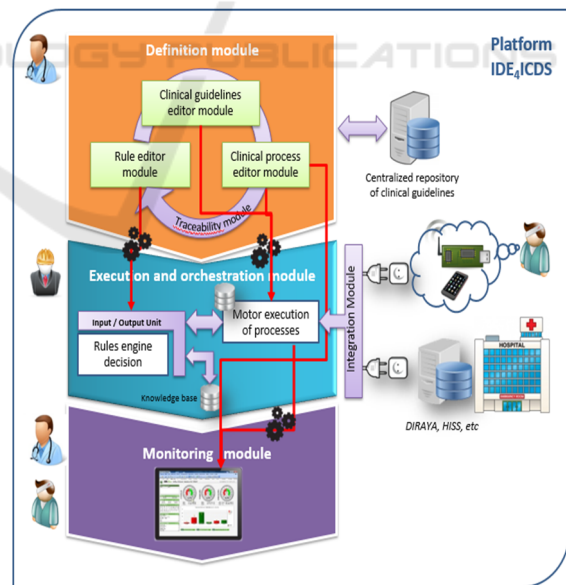 OLOGY PUBLICATIONS
Definition module
Platform
IDE4ICDS
Clinical guidelines
editor module
Rule editor
module
Clinical process
editor module
Traceability module
Centralized repository
of clinical guidelines
Execution and orchestration module
Input / Output Unit
Rules engine
decision
Motor execution
of processes
Knowledge base
Integration Module
HOSPITAL
DIRAYA, HISS, etc
Monitoring module